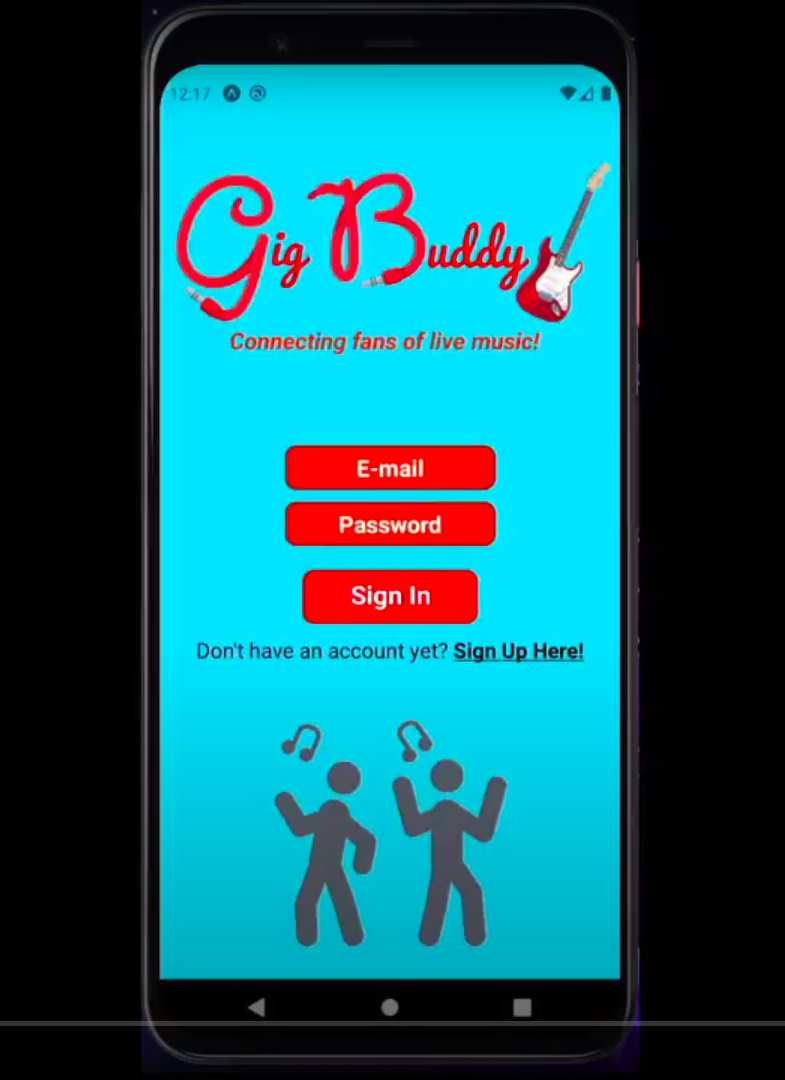 12:17
Gig Buddy
Connecting fans of live music!
E-mail
Password
Sign In
Don't have an account yet? Sign Up Here!